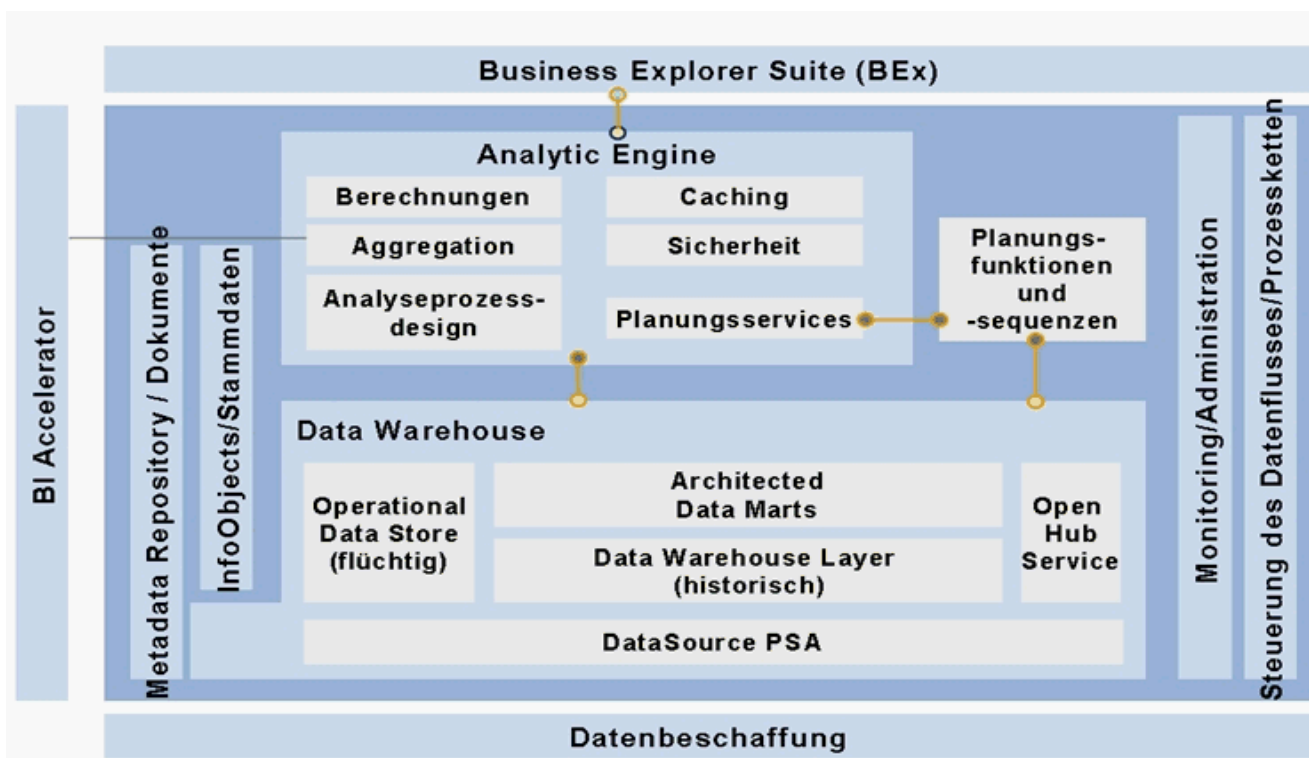 Business Explorer Suite (BEx)
BI Accelerator
Metadata Repository / Dokumente
InfoObjects/Stammdaten
Analytic Engine
Berechnungen
Caching
Aggregation
Sicherheit
Analyseprozess-
design
Planungsservices
Planungs-
funktionen
und
-sequenzen
Data Warehouse
Operational
Data Store
(flüchtig)
Architected
Data Marts
Data Warehouse Layer
(historisch)
Open
Hub
Service
DataSource PSA
Monitoring/Administration
Steuerung des Datenflusses/Prozessketten
Datenbeschaffung